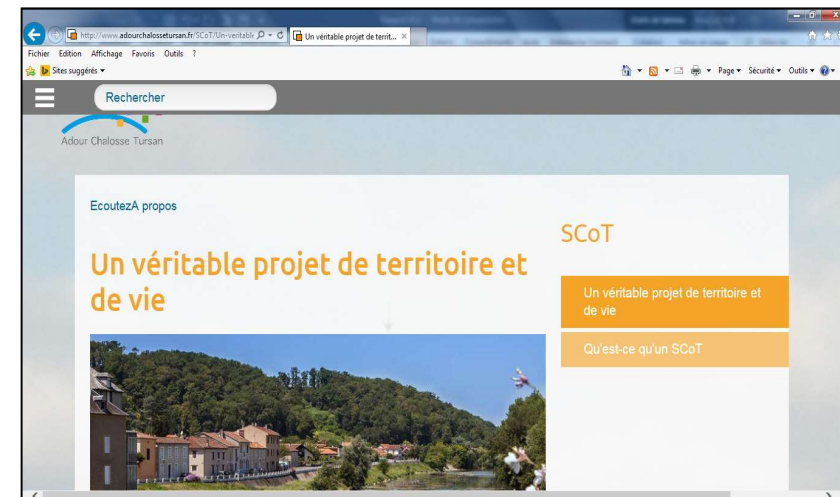 http://www.adourchalossetursan.fr/SCoT/Un-veritable
Un véritable projet de territ...
Fichier Edition Affichage Favoris Outils ?
Sites suggérés
Page Sécurité Outils
Rechercher
Adour Chalosse Tursan
EcoutezA propos
Un véritable projet de territoire et
de vie
SCoT
Un véritable projet de territoire et
de vie
Qu'est-ce qu'un SCoT